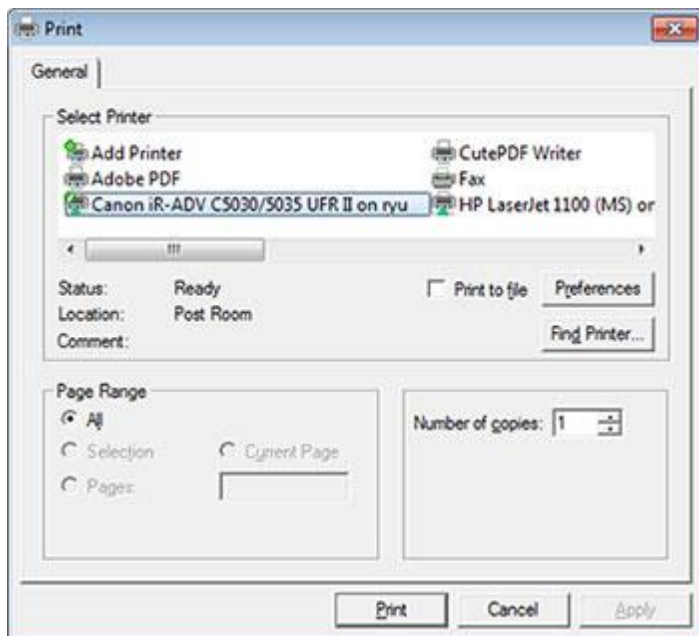 Print
General
Select Printer
Add Printer
CutePDF Writer
Adobe PDF
Fax
Canon iR-ADV C5030/5035 UFR II on ryu
HP LaserJet 1100 (MS) on
Status: Ready
Print to file
Preferences
Location: Post Room
Comment:
Find Printer...
Page Range
All
Number of copies: 1
Selection
Current Page
Pages:
Print
Cancel
Apply